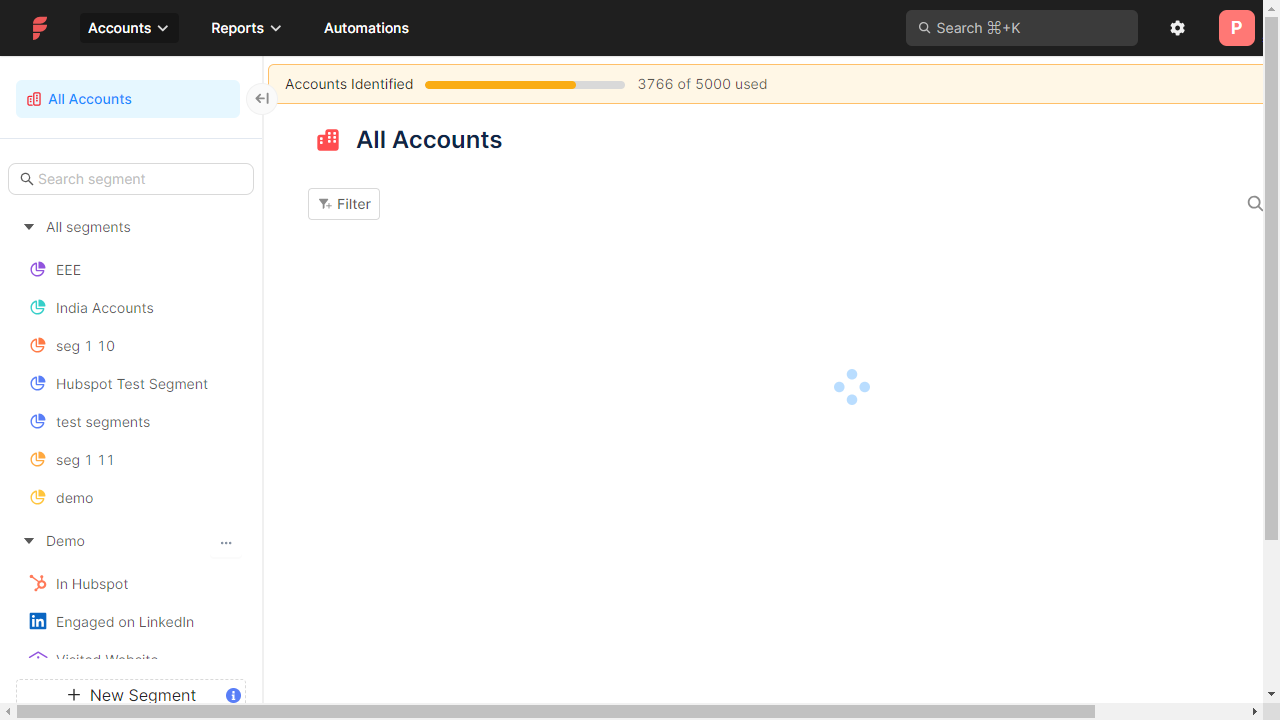 Accounts Reports Automations Search ⌘+K P
All Accounts
Accounts Identified 3766 of 5000 used
All Accounts
Search segment
Filter
All segments
EEE
India Accounts
seg 1 10
Hubspot Test Segment
test segments
seg 1 11
demo
Demo ...
In Hubspot
Engaged on LinkedIn
Visited Website
+ New Segment